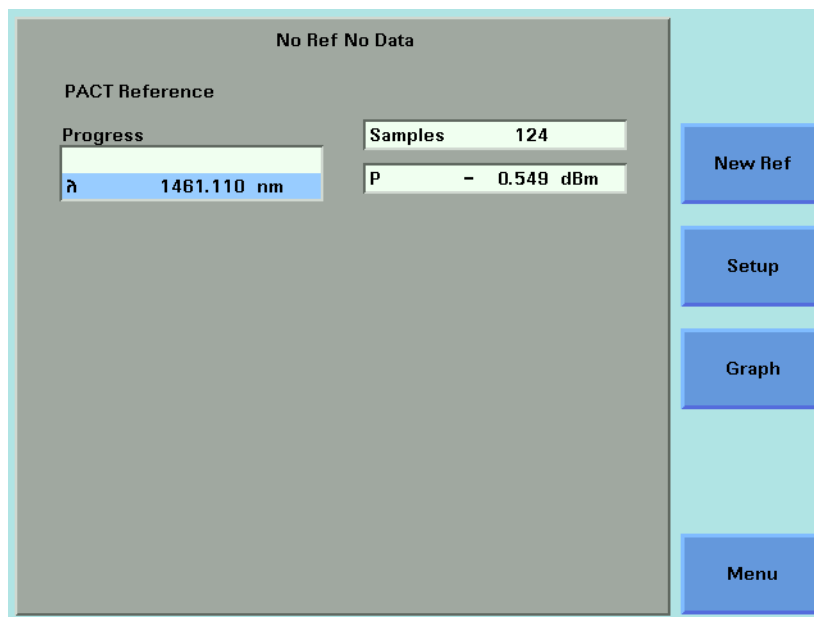 No Ref No Data
PACT Reference
Progress
λ 1461.110 nm
Samples 124
P - 0.549 dBm
New Ref
Setup
Graph
Menu